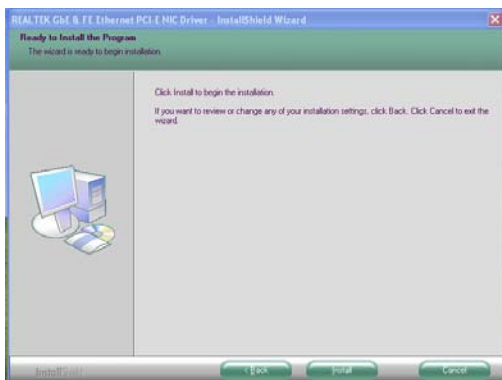 REALTEK GbE & FE Ethernet PCI-E NIC Driver - InstallShield Wizard
Ready to Install the Program
The wizard is ready to begin installation.
Click Install to begin the installation.
If you want to review or change any of your installation settings, click Back. Click Cancel to exit the
wizard.
InstallShield
< Back
Install
Cancel